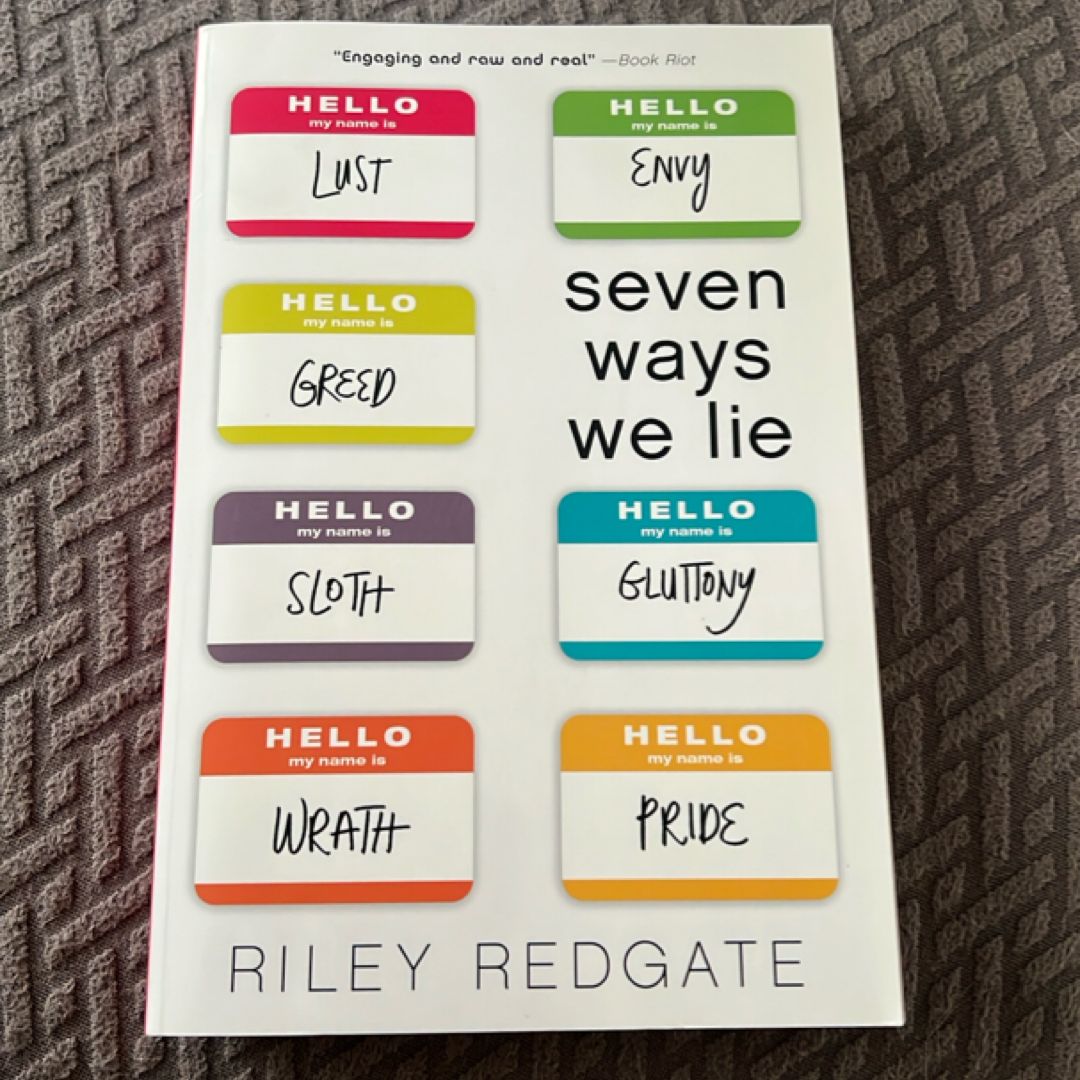 "Engaging and raw and real" —Book Riot
HELLO
my name is
LUST
HELLO
my name is
ENVY
HELLO
my name is
GREED
seven
ways
we lie
HELLO
my name is
SLOTH
HELLO
my name is
GLUTTONY
HELLO
my name is
WRATH
HELLO
my name is
PRIDE
RILEY REDGATE